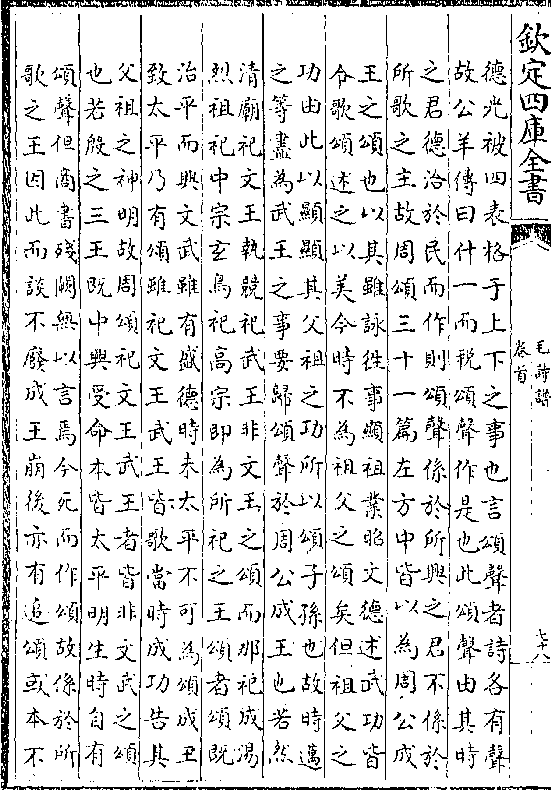 欽定四庫全書
毛詩譜
卷首
七十八
德光被四表格于上下之事也言頌聲者詩各有聲
故公羊傳曰什一而税頌聲作是也此頌聲由其時
之君德洽於民而作則頌聲係於所興之君不係於
所歌之主故周頌三十一篇左方中皆以為周公成
王之頌也以其雖詠徃事顯祖業昭文德述武功皆
令歌頌述之以美今時不為祖父之頌矣但祖父之
功由此以顯顯其父祖之功所以頌子孫也故時邁
之等盡為武王之事要歸頌聲於周公成王也若然
清廟祀文王執競祀武王非文王之頌而那祀成湯
烈祖祀中宗玄鳥祀高宗即為所祀之王頌者頌既
治平而興文武雖有盛德時未太平不可為頌成王
致太平乃有頌雖祀文王武王皆歌當時成功告其
父祖之神明故周頌祀文王武王者皆非文武之頌
也若殷之三王既中興受命本皆太平明生時自有
頌聲但商書殘闕無以言焉今死而作頌故係於所
歌之王因此而談不廢成王崩後亦有追頌或本不